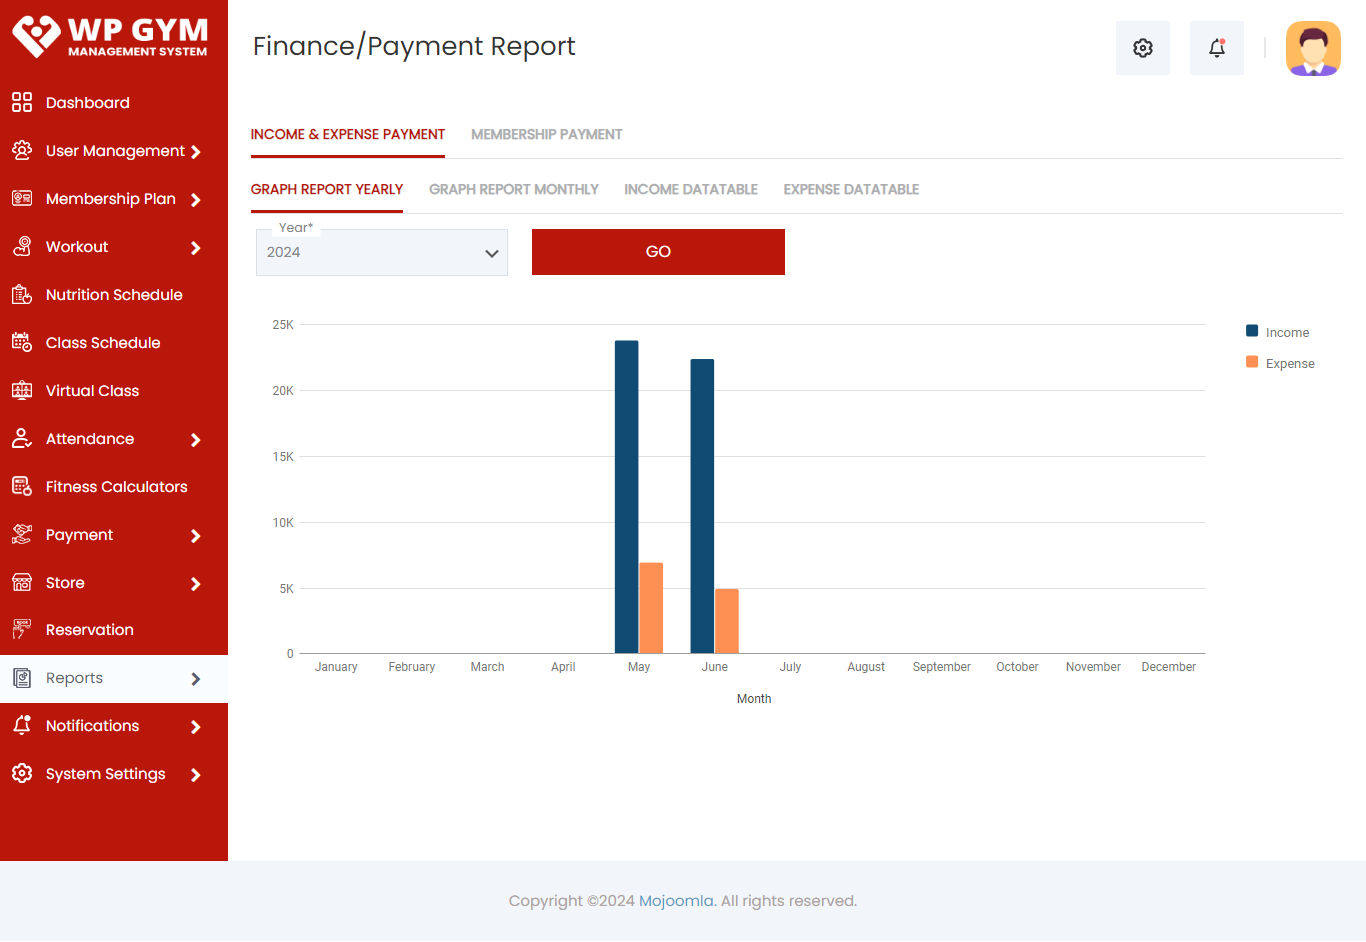 WP GYM
MANAGEMENT SYSTEM
Dashboard
User Management
Membership Plan
Workout
Nutrition Schedule
Class Schedule
Virtual Class
Attendance
Fitness Calculators
Payment
Store
Reservation
Reports
Notifications
System Settings
Finance/Payment Report
INCOME & EXPENSE PAYMENT MEMBERSHIP PAYMENT
GRAPH REPORT YEARLY GRAPH REPORT MONTHLY INCOME DATATABLE EXPENSE DATATABLE
Year*
2024
GO
25K
20K
15K
10K
5K
0
January February March April May June July August September October November December
Month
Income
Expense
Copyright ©2024 Mojoomla. All rights reserved.